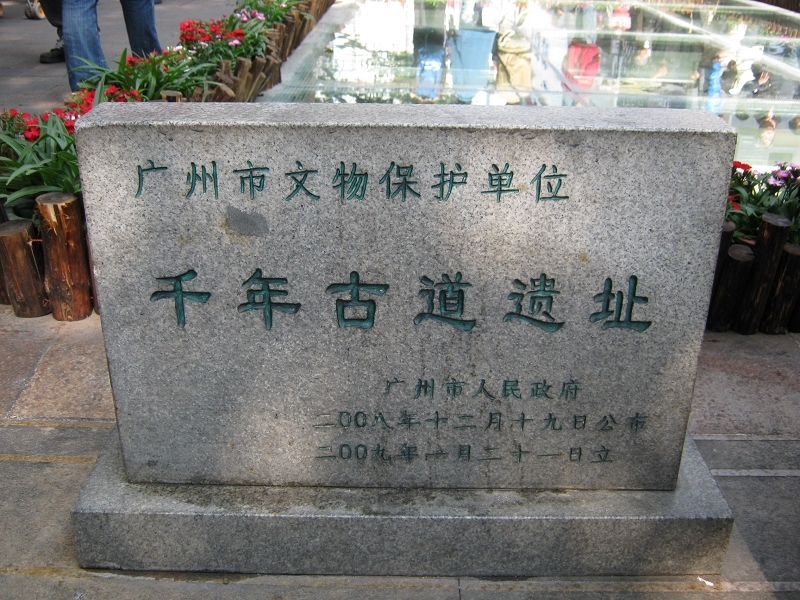 广州市文物保护单位
千年古道遗址
广州市人民政府
二00八年十二月十九日公布
二00九年一月二十一日立